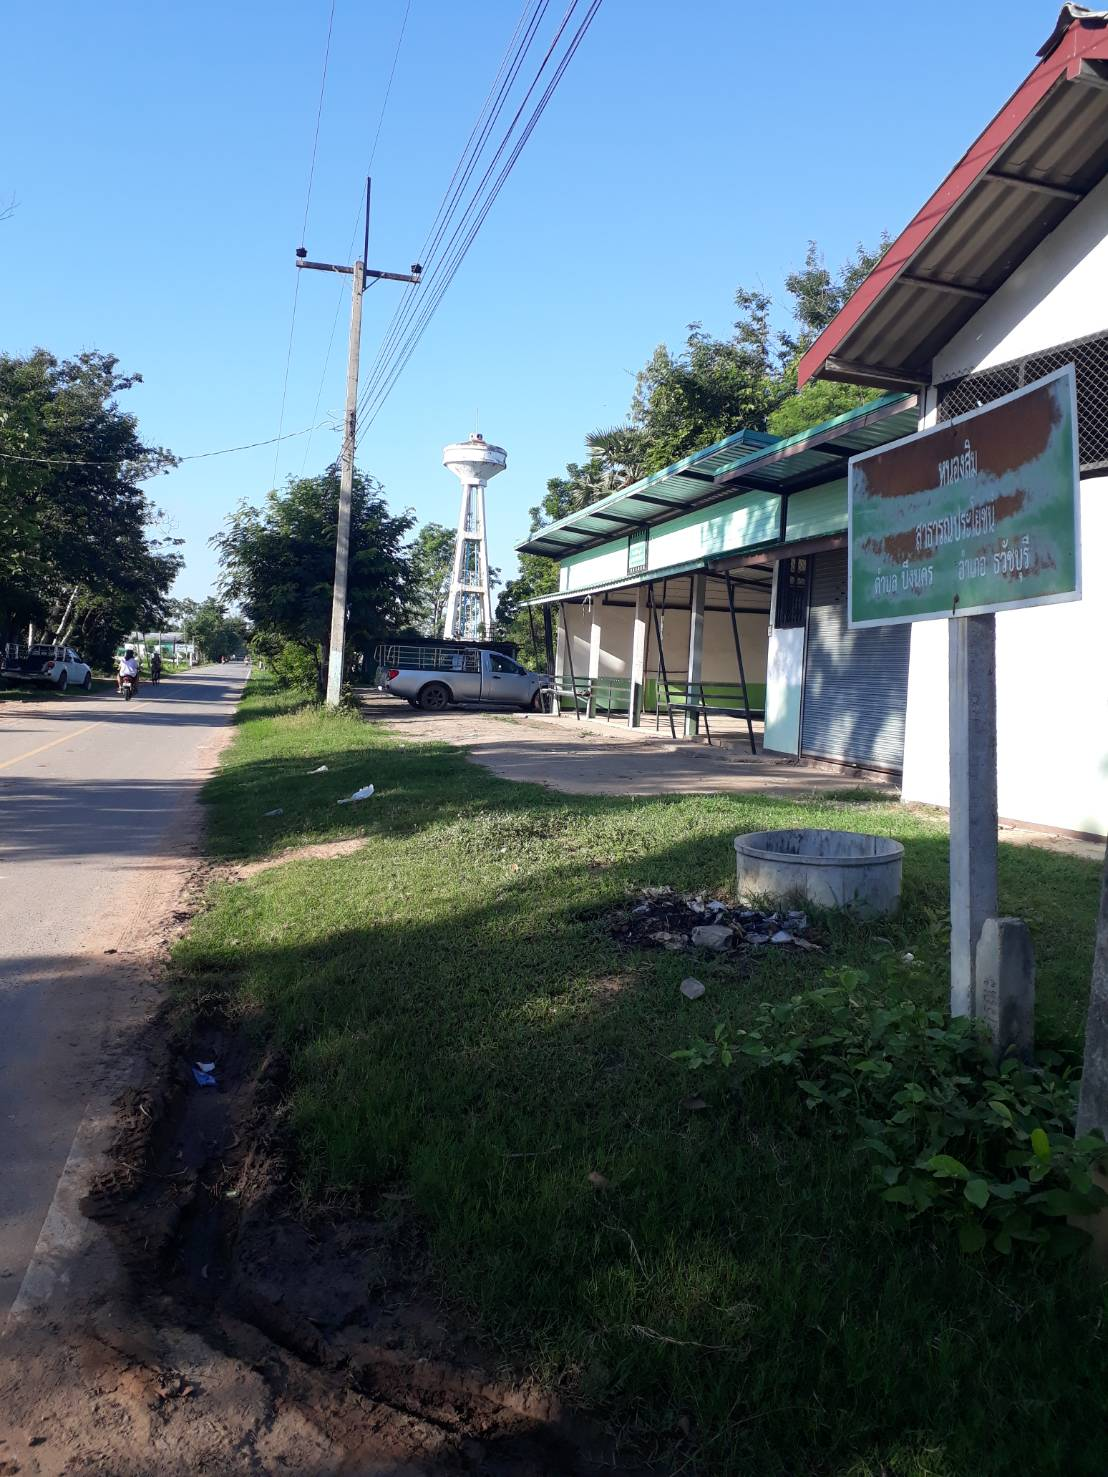 หนองสิม
สาธารณประโยชน์
ตำบล บึงนคร อำเภอ ธวัชบุรี